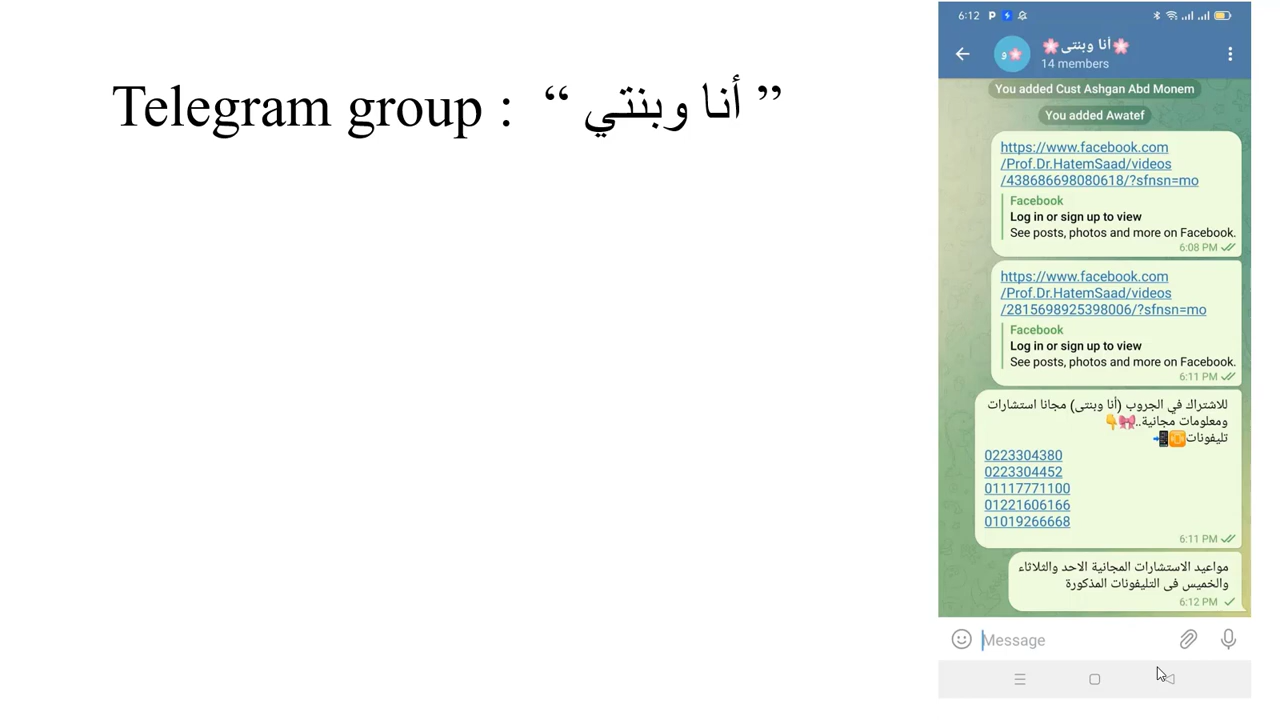 Telegram group : “ أنا وبنتي ”
6:12
🌸أنا وبنتى🌸
14 members
You added Cust Ashgan Abd Monem
You added Awatef
https://www.facebook.com
/Prof.Dr.HatemSaad/videos
/438686698080618/?sfnsn=mo
Facebook
Log in or sign up to view
See posts, photos and more on Facebook.
6:08 PM
https://www.facebook.com
/Prof.Dr.HatemSaad/videos
/2815698925398006/?sfnsn=mo
Facebook
Log in or sign up to view
See posts, photos and more on Facebook.
6:11 PM
للاشتراك في الجروب (أنا وبنتى) مجانا استشارات
ومعلومات مجانية..🎀👇
تليفونات
0223304380
0223304452
01117771100
01221606166
01019266668
6:11 PM
مواعيد الاستشارات المجانية الاحد والثلاثاء
والخميس فى التليفونات المذكورة
6:12 PM
Message